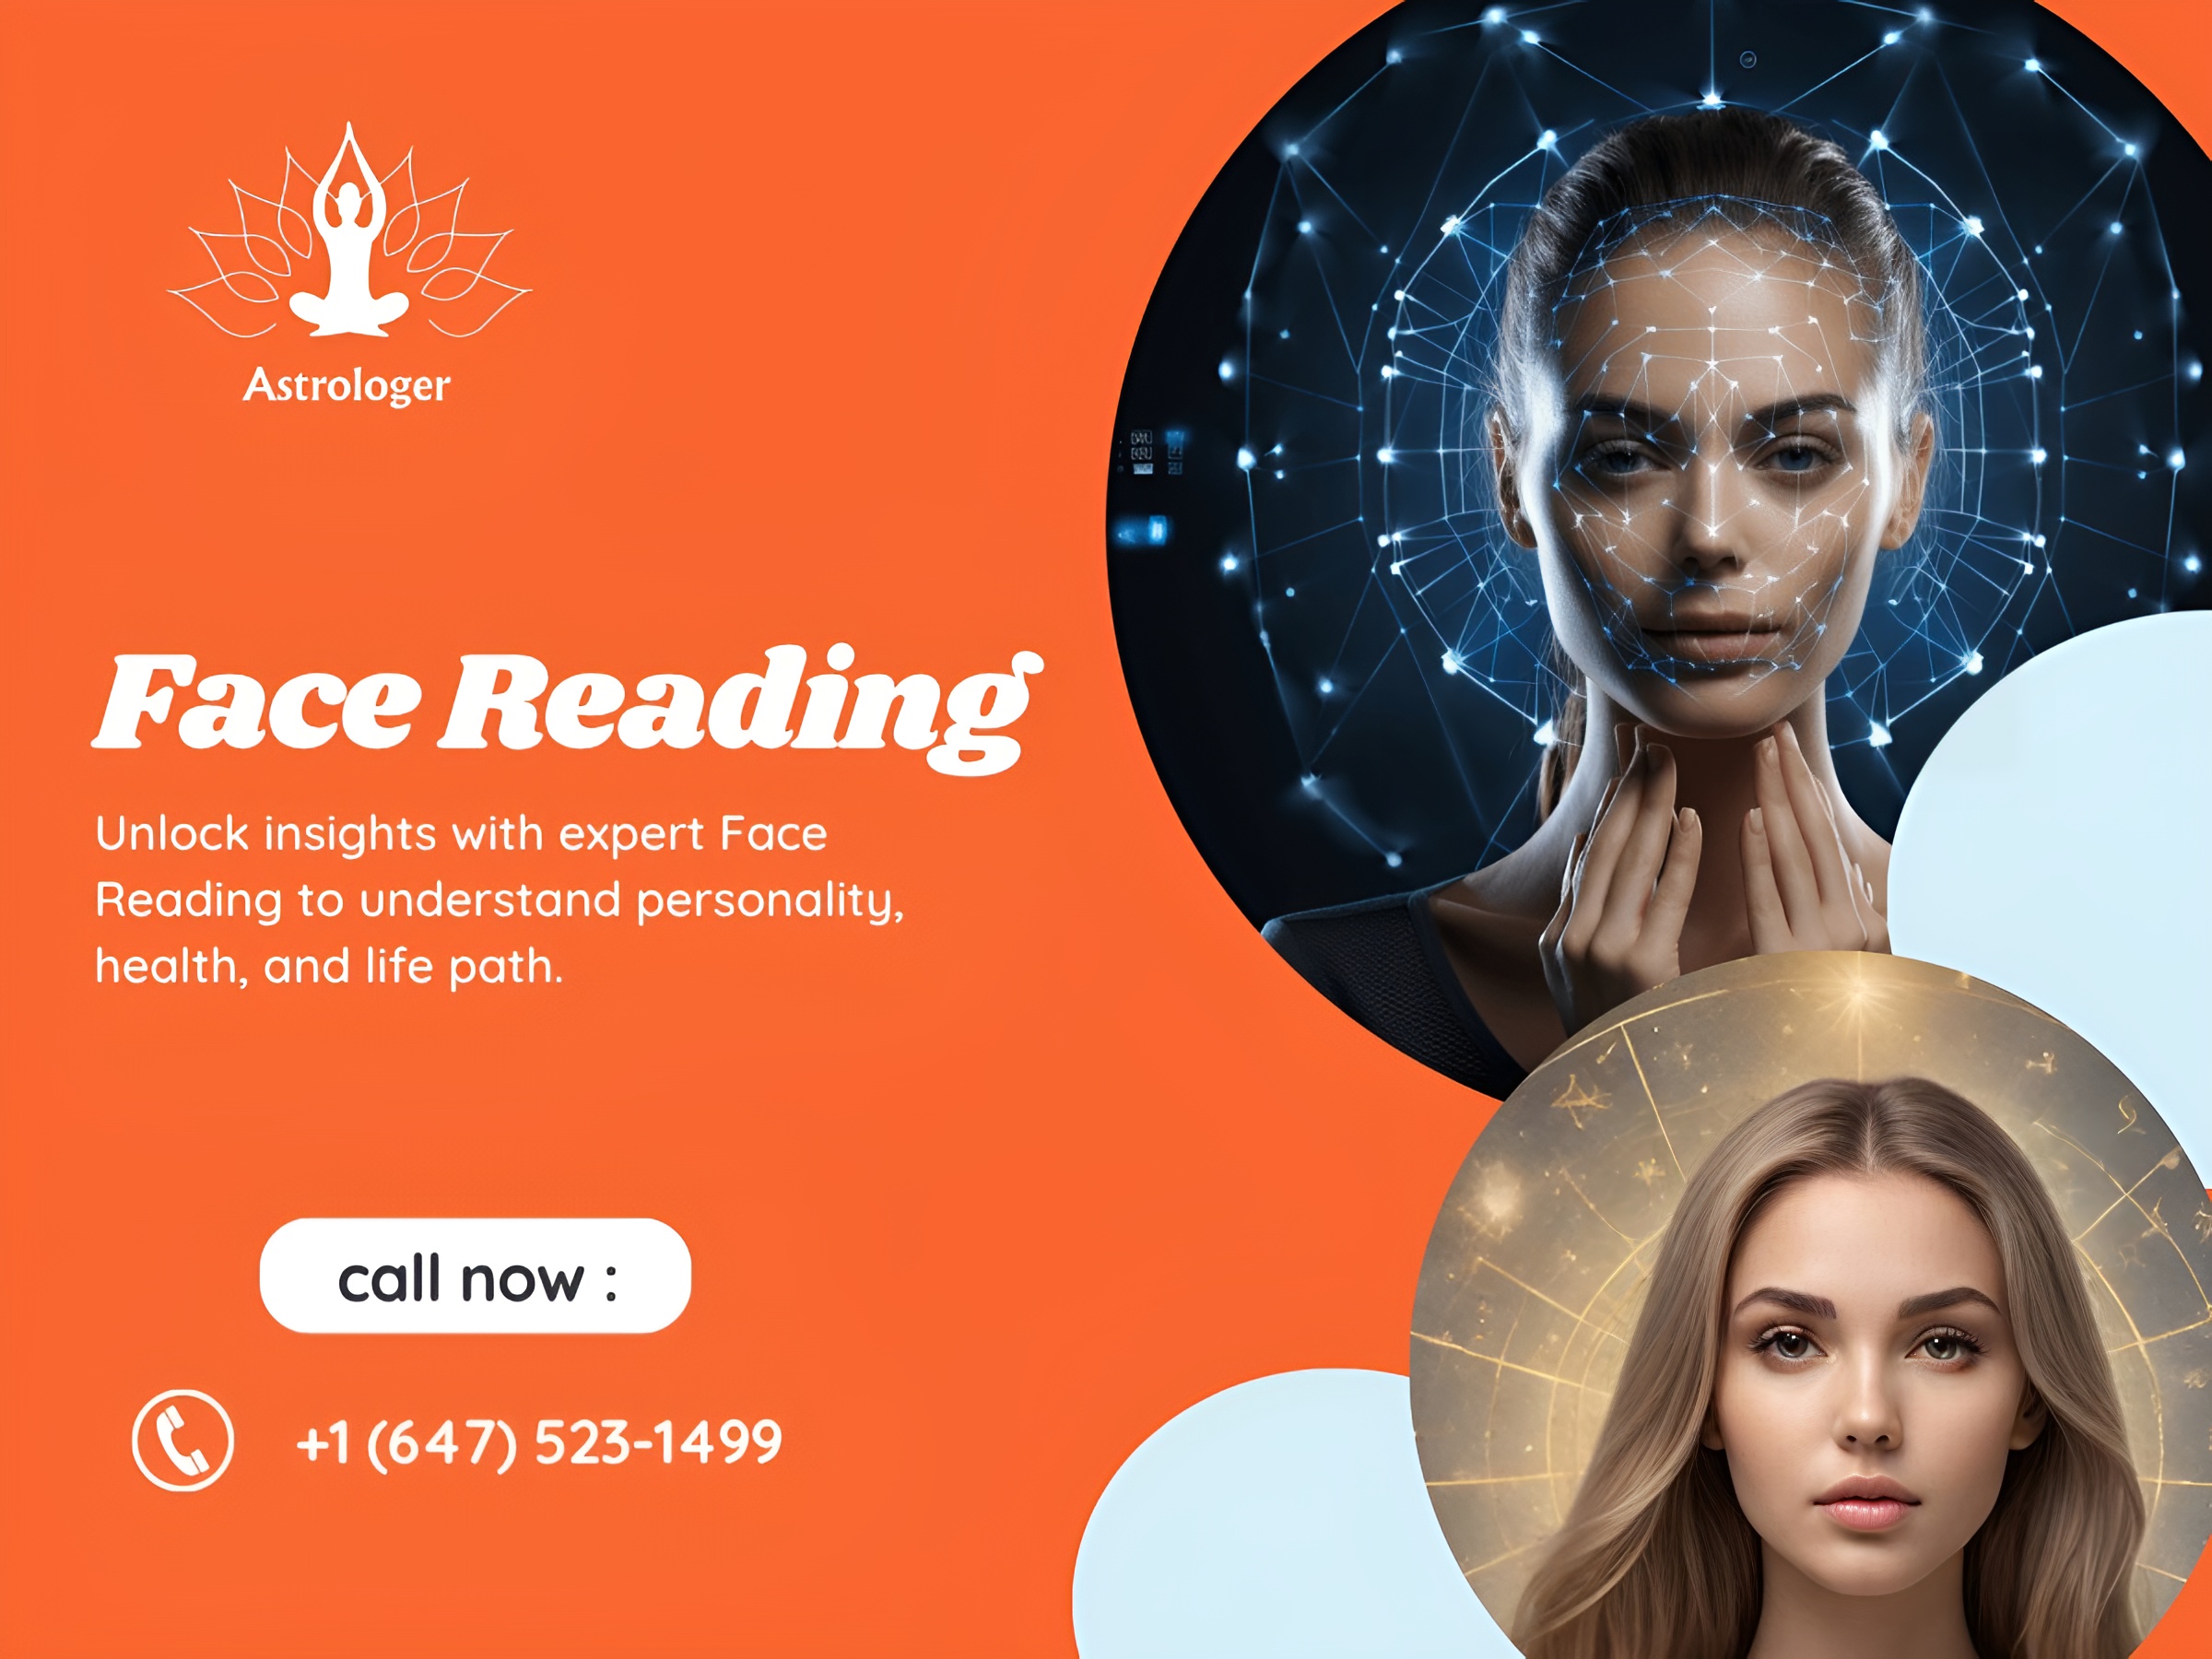 Astrologer
Face Reading
Unlock insights with expert Face
Reading to understand personality,
health, and life path.
call now :
+1 (647) 523-1499